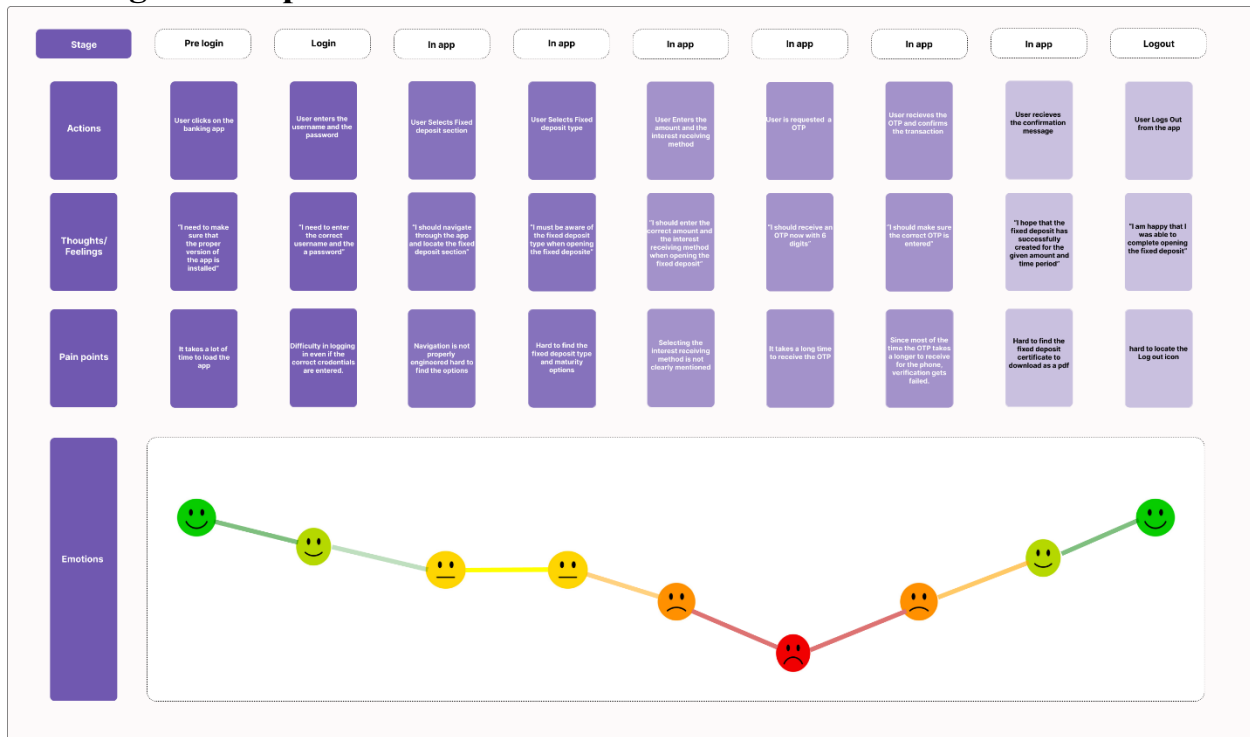 Stage
Pre login
Login
In app
In app
In app
In app
In app
In app
Logout
Actions
User clicks on the
banking app
User enters the
username and the
password
User Selects Fixed
deposit section
User Selects Fixed
deposit type
User Enters the
amount and the
interest receiving
method
User is requested a
OTP
User recieves the
OTP and confirms
the transaction
User recieves
the confirmation
message
User Logs Out
from the app
Thoughts/
Feelings
"I need to make
sure that
the proper
version of
the app is
installed"
"I need to enter
the correct
username and the
a password"
"I should navigate
through the app
and locate the fixed
deposit section"
"I must be aware of
the fixed deposit
type when opening
the fixed deposite"
"I should enter the
correct amount and
the interest
receiving method
when opening the
fixed deposit"
"I should receive an
OTP now with 6
digits"
"I should make sure
the correct OTP is
entered"
"I hope that the
fixed deposit has
successfully
created for the
given amount and
time period"
"I am happy that I
was able to
complete opening
the fixed deposit"
Pain points
It takes a lot of
time to load the
app
Difficulty in logging
in even if the
correct credentials
are entered.
Navigation is not
properly
engineered hard to
find the options
Hard to find the
fixed deposit type
and maturity
options
Selecting the
interest receiving
method is not
clearly mentioned
It takes a long time
to receive the OTP
Since most of the
time the OTP takes
a longer to receive
for the phone,
verification gets
failed.
Hard to find the
fixed deposit
certificate to
download as a pdf
hard to locate the
Log out icon
Emotions